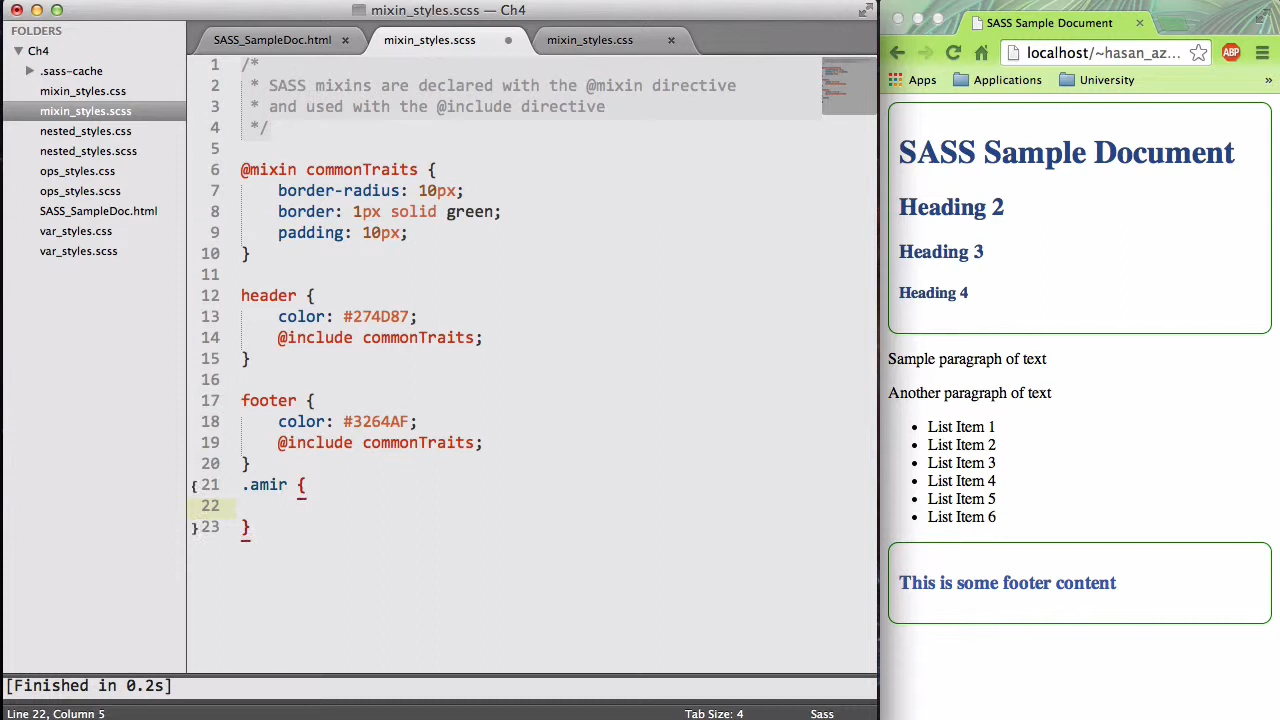 mixin_styles.scss — Ch4
FOLDERS
Ch4
.sass-cache
mixin_styles.css
mixin_styles.scss
nested_styles.css
nested_styles.scss
ops_styles.css
ops_styles.scss
SASS_SampleDoc.html
var_styles.css
var_styles.scss
SASS_SampleDoc.html
mixin_styles.scss
mixin_styles.css
1 /*
2 * SASS mixins are declared with the @mixin directive
3 * and used with the @include directive
4 */
5
6 @mixin commonTraits {
7 border-radius: 10px;
8 border: 1px solid green;
9 padding: 10px;
10 }
11
12 header {
13 color: #274D87;
14 @include commonTraits;
15 }
16
17 footer {
18 color: #3264AF;
19 @include commonTraits;
20 }
{ 21 .amir {
22
} 23 }
[Finished in 0.2s]
Line 22, Column 5
Tab Size: 4
Sass
SASS Sample Document
localhost/~hasan_az...
ABP
Apps
Applications
University
»
SASS Sample Document
Heading 2
Heading 3
Heading 4
Sample paragraph of text
Another paragraph of text
• List Item 1
• List Item 2
• List Item 3
• List Item 4
• List Item 5
• List Item 6
This is some footer content